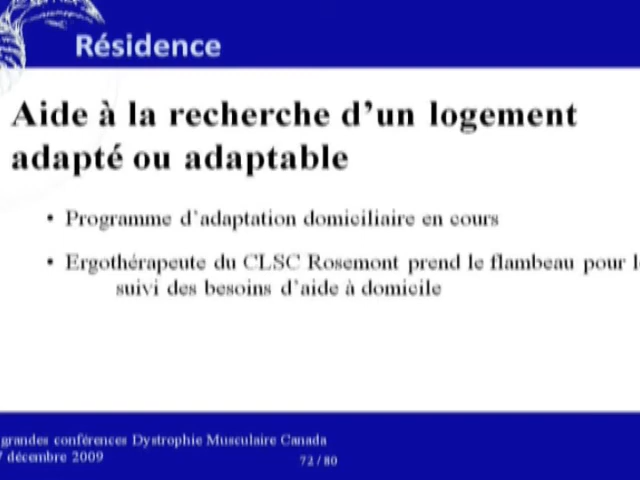 Résidence
Aide à la recherche d'un logement
adapté ou adaptable
• Programme d'adaptation domiciliaire en cours
• Ergothérapeute du CLSC Rosemont prend le flambeau pour
suivi des besoins d'aide à domicile
grandes conférences Dystrophie Musculaire Canada
décembre 2009
72 / 80